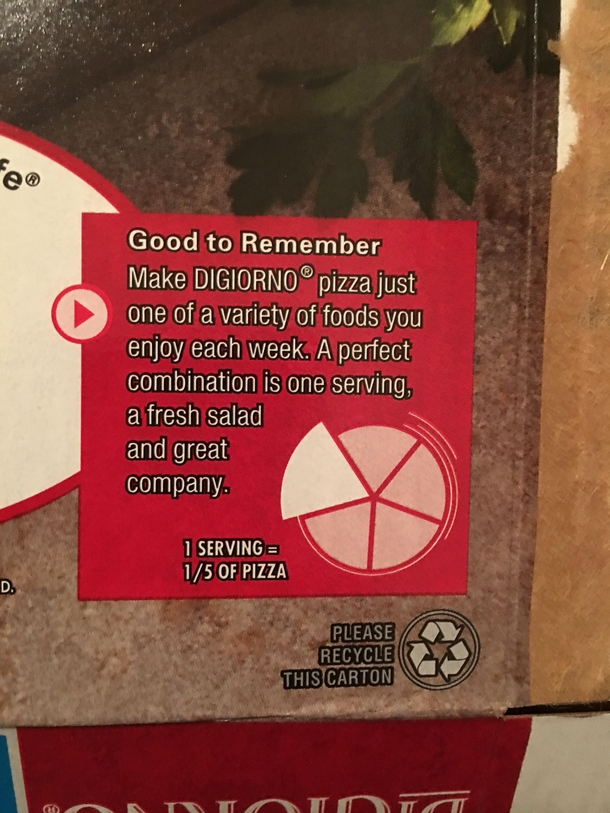 fe®
Good to Remember
Make DIGIORNO® pizza just
one of a variety of foods you
enjoy each week. A perfect
combination is one serving,
a fresh salad
and great
company.
1 SERVING =
1/5 OF PIZZA
D.
PLEASE
RECYCLE
THIS CARTON
DIGIORNO®